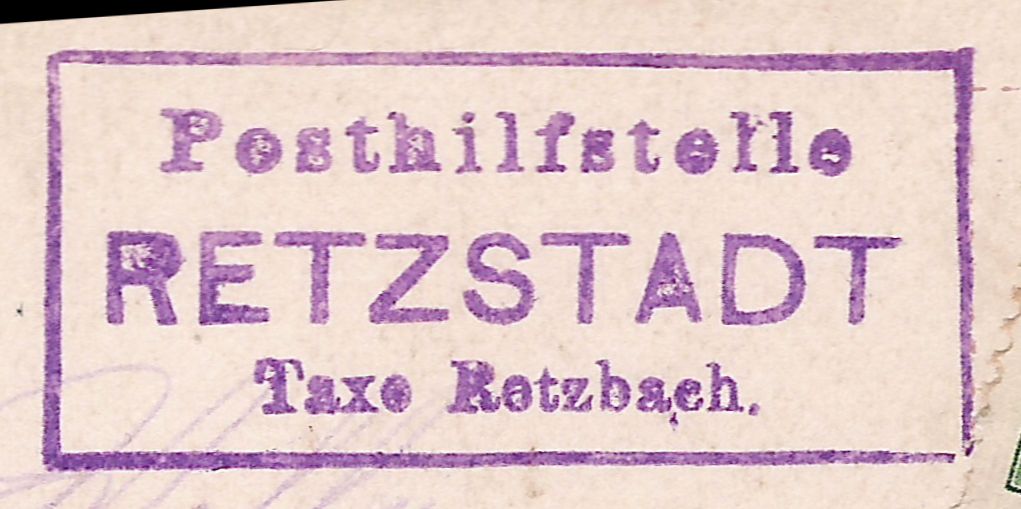 Posthilfstelle
RETZSTADT
Taxe Retzbach.